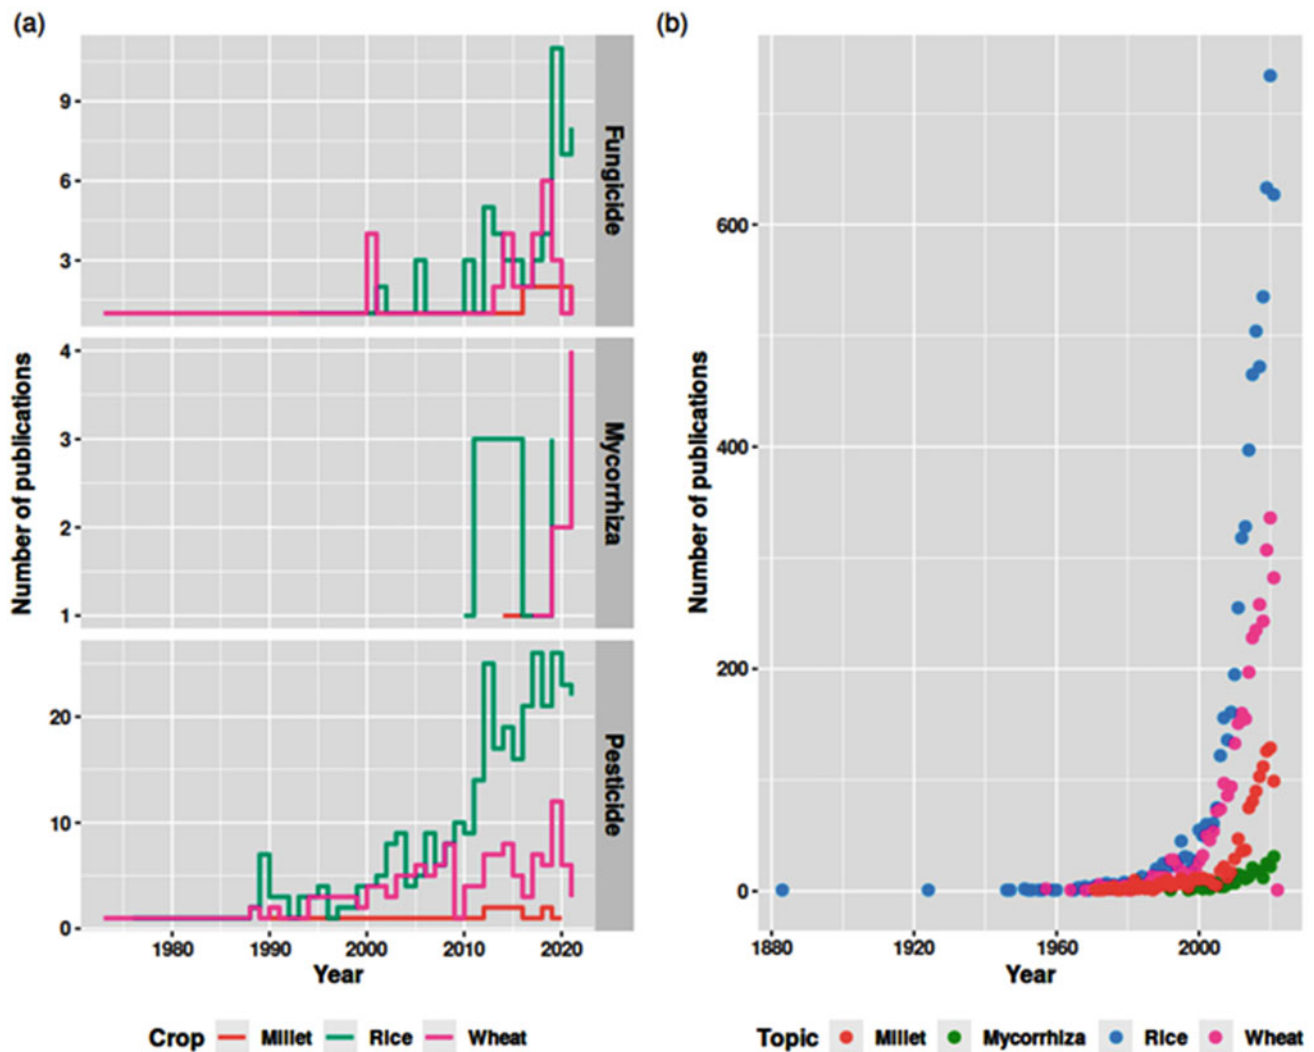 (a)
Number of publications
9
6
3
Fungicide
4
3
2
1
Mycorrhiza
20
10
0
Pesticide
1980 1990 2000 2010 2020
Year
Crop Millet Rice Wheat
(b)
Number of publications
600
400
200
0
1880 1920 1960 2000
Year
Topic Millet Mycorrhiza Rice Wheat